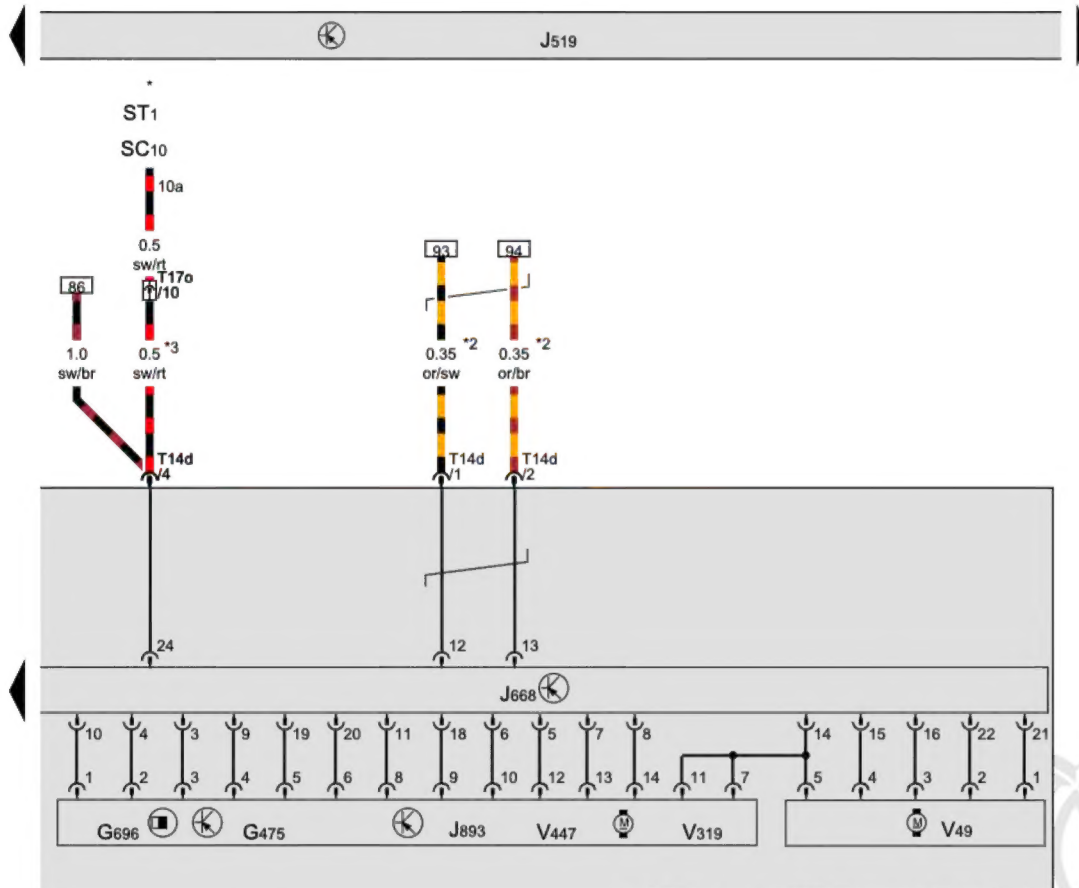 J519
*
ST1
SC10
10a
0.5
sw/rt
93
94
86
T17o
/10
1.0
sw/br
0.5 *3
sw/rt
0.35 *2
or/sw
0.35 *2
or/br
T14d
/4
T14d
/1
T14d
/2
24
12
13
J668
10 4 3 9 19 20 11 18 6 5 7 8 14 15 16 22 21
1 2 3 4 5 6 8 9 10 12 13 14 11 7 5 4 3 2 1
G696 G475 J893 V447 M V319 M V49